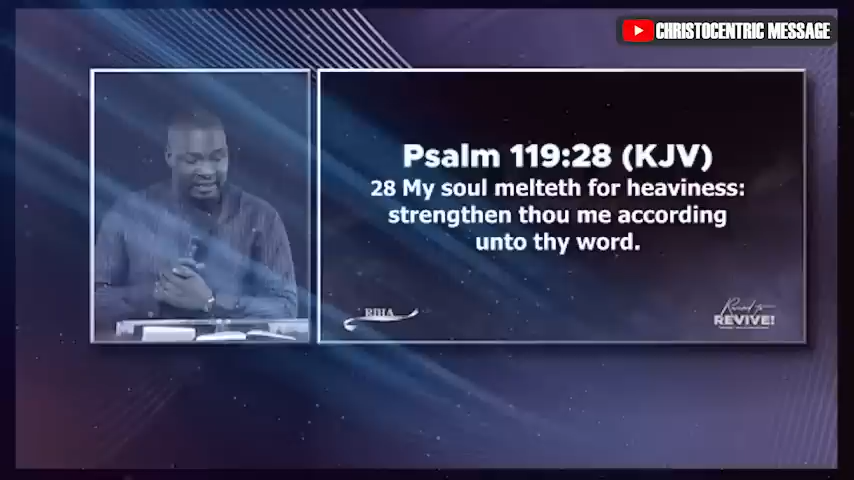 CHRISTOCENTRIC MESSAGE
Psalm 119:28 (KJV)
28 My soul melteth for heaviness:
strengthen thou me according
unto thy word.
REVIVE!